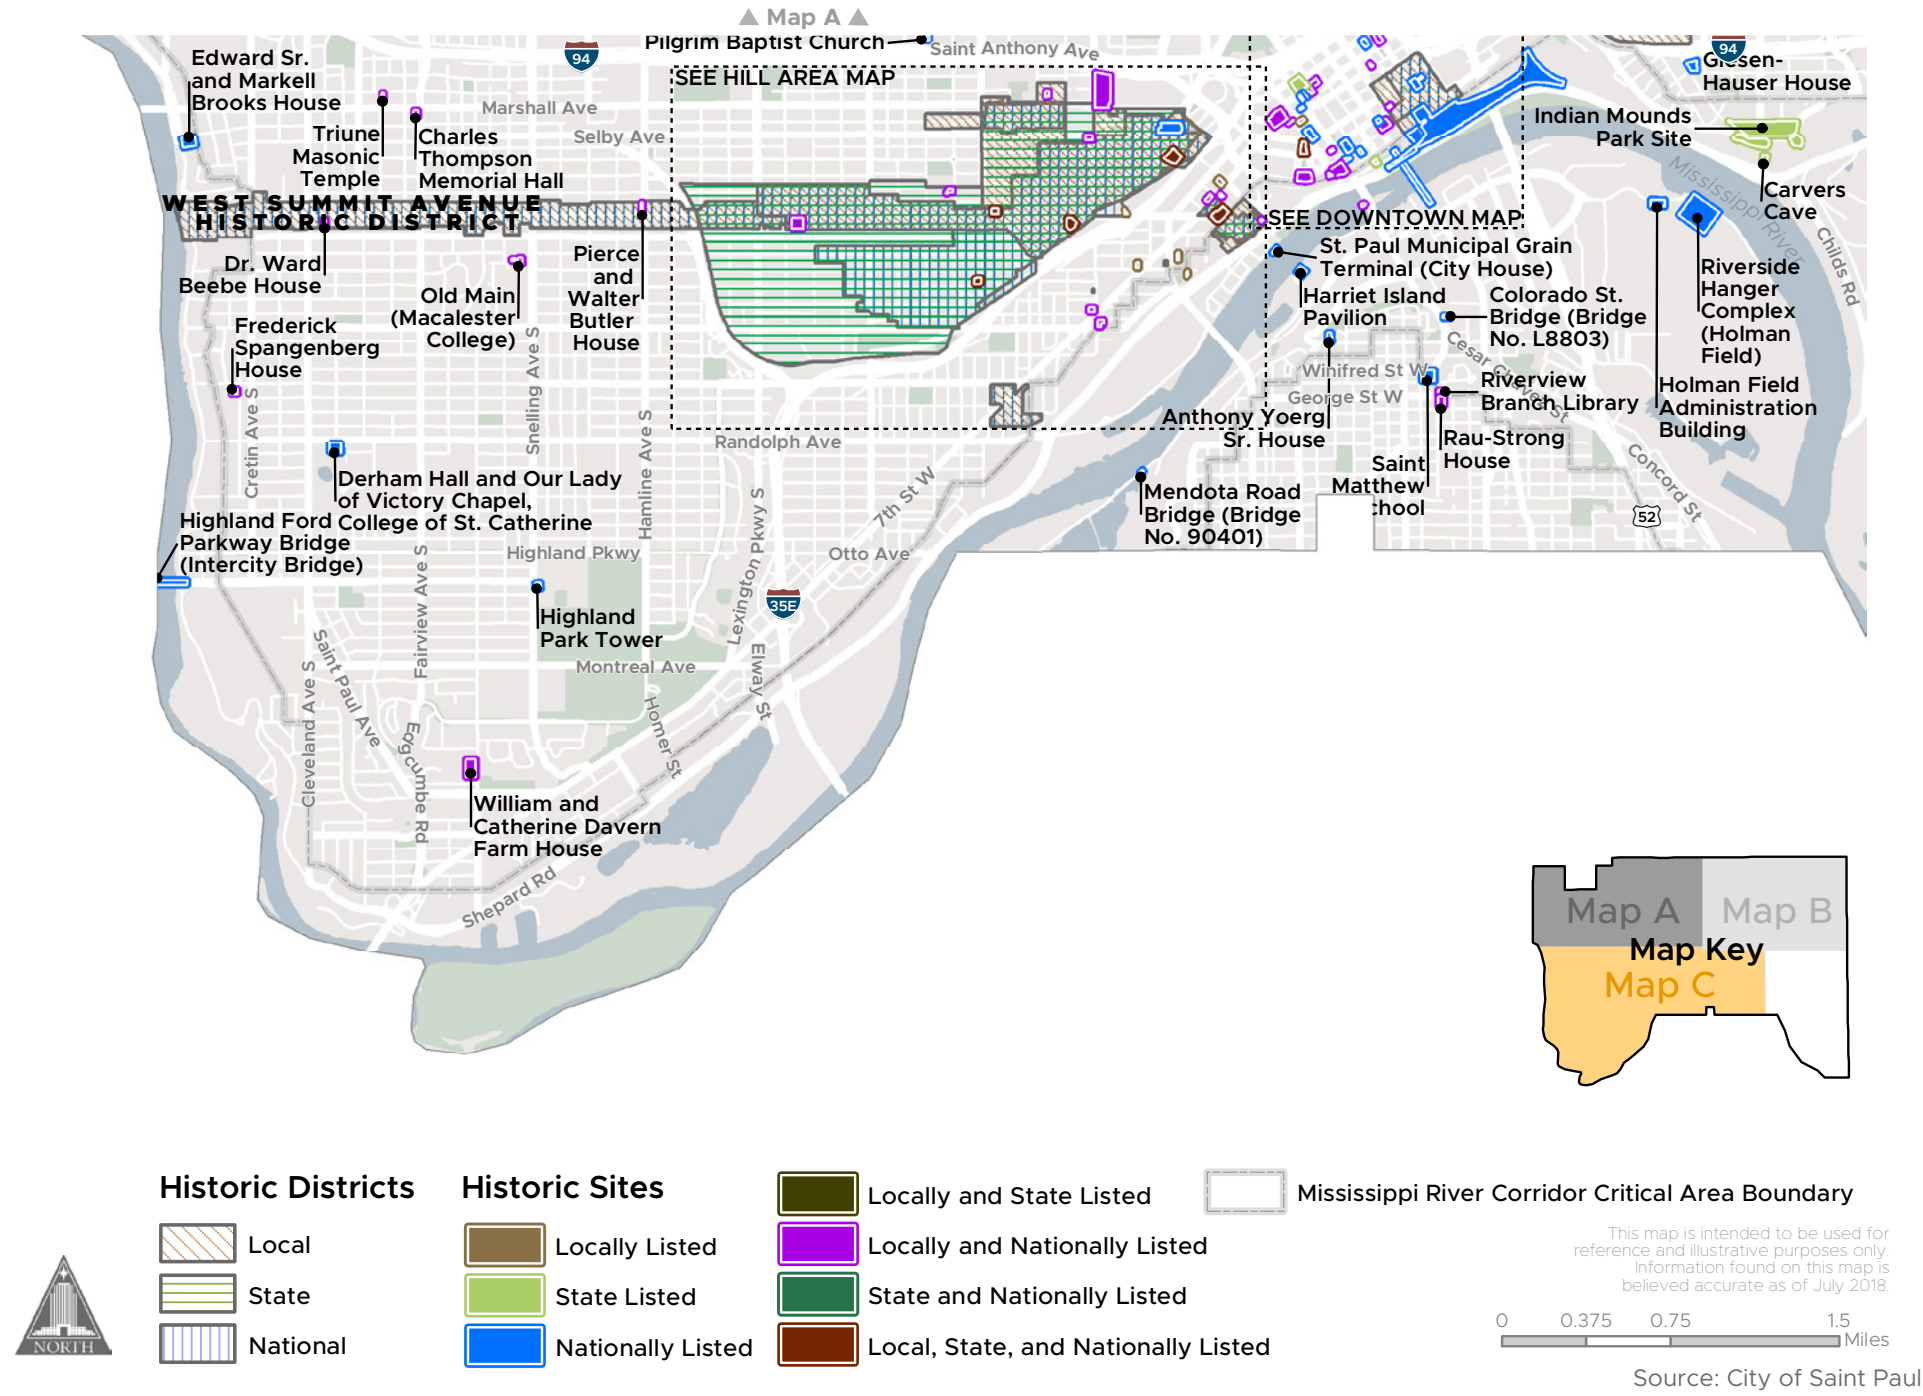 ▲ Map A ▲
Edward Sr.
and Markell
Brooks House
94
Pilgrim Baptist Church
Saint Anthony Ave
SEE HILL AREA MAP
94
Giesen-
Hauser House
Marshall Ave
Selby Ave
Triune
Masonic
Temple
Charles
Thompson
Memorial Hall
Indian Mounds
Park Site
Mississippi River
Carvers
Cave
Childs Rd
WEST SUMMIT AVENUE
HISTORIC DISTRICT
SEE DOWNTOWN MAP
Dr. Ward
Beebe House
Old Main
(Macalester
College)
Pierce
and
Walter
Butler
House
St. Paul Municipal Grain
Terminal (City House)
Harriet Island
Pavilion
Colorado St.
Bridge (Bridge
No. L8803)
Riverside
Hanger
Complex
(Holman
Field)
Frederick
Spangenberg
House
Cretin Ave S
Snelling Ave S
Hamline Ave S
Winifred St W
George St W
Cesar Chavez St
Riverview
Branch Library
Holman Field
Administration
Building
Anthony Yoerg
Sr. House
Rau-Strong
House
Saint
Matthew
chool
Concord St
52
Randolph Ave
7th St W
Derham Hall and Our Lady
of Victory Chapel,
College of St. Catherine
Mendota Road
Bridge (Bridge
No. 90401)
Highland Ford
Parkway Bridge
(Intercity Bridge)
Highland Pkwy
Otto Ave
Fairview Ave S
Lexington Pkwy S
35E
Highland
Park Tower
Montreal Ave
Saint Paul Ave
Cleveland Ave S
Edgcumbe Rd
Homer St
Elway St
William and
Catherine Davern
Farm House
Shepard Rd
Map A
Map B
Map Key
Map C
Historic Districts
Local
State
National
Historic Sites
Locally Listed
State Listed
Nationally Listed
Locally and State Listed
Locally and Nationally Listed
State and Nationally Listed
Local, State, and Nationally Listed
Mississippi River Corridor Critical Area Boundary
This map is intended to be used for
reference and illustrative purposes only.
Information found on this map is
believed accurate as of July 2018.
0 0.375 0.75 1.5
Miles
Source: City of Saint Paul
NORTH